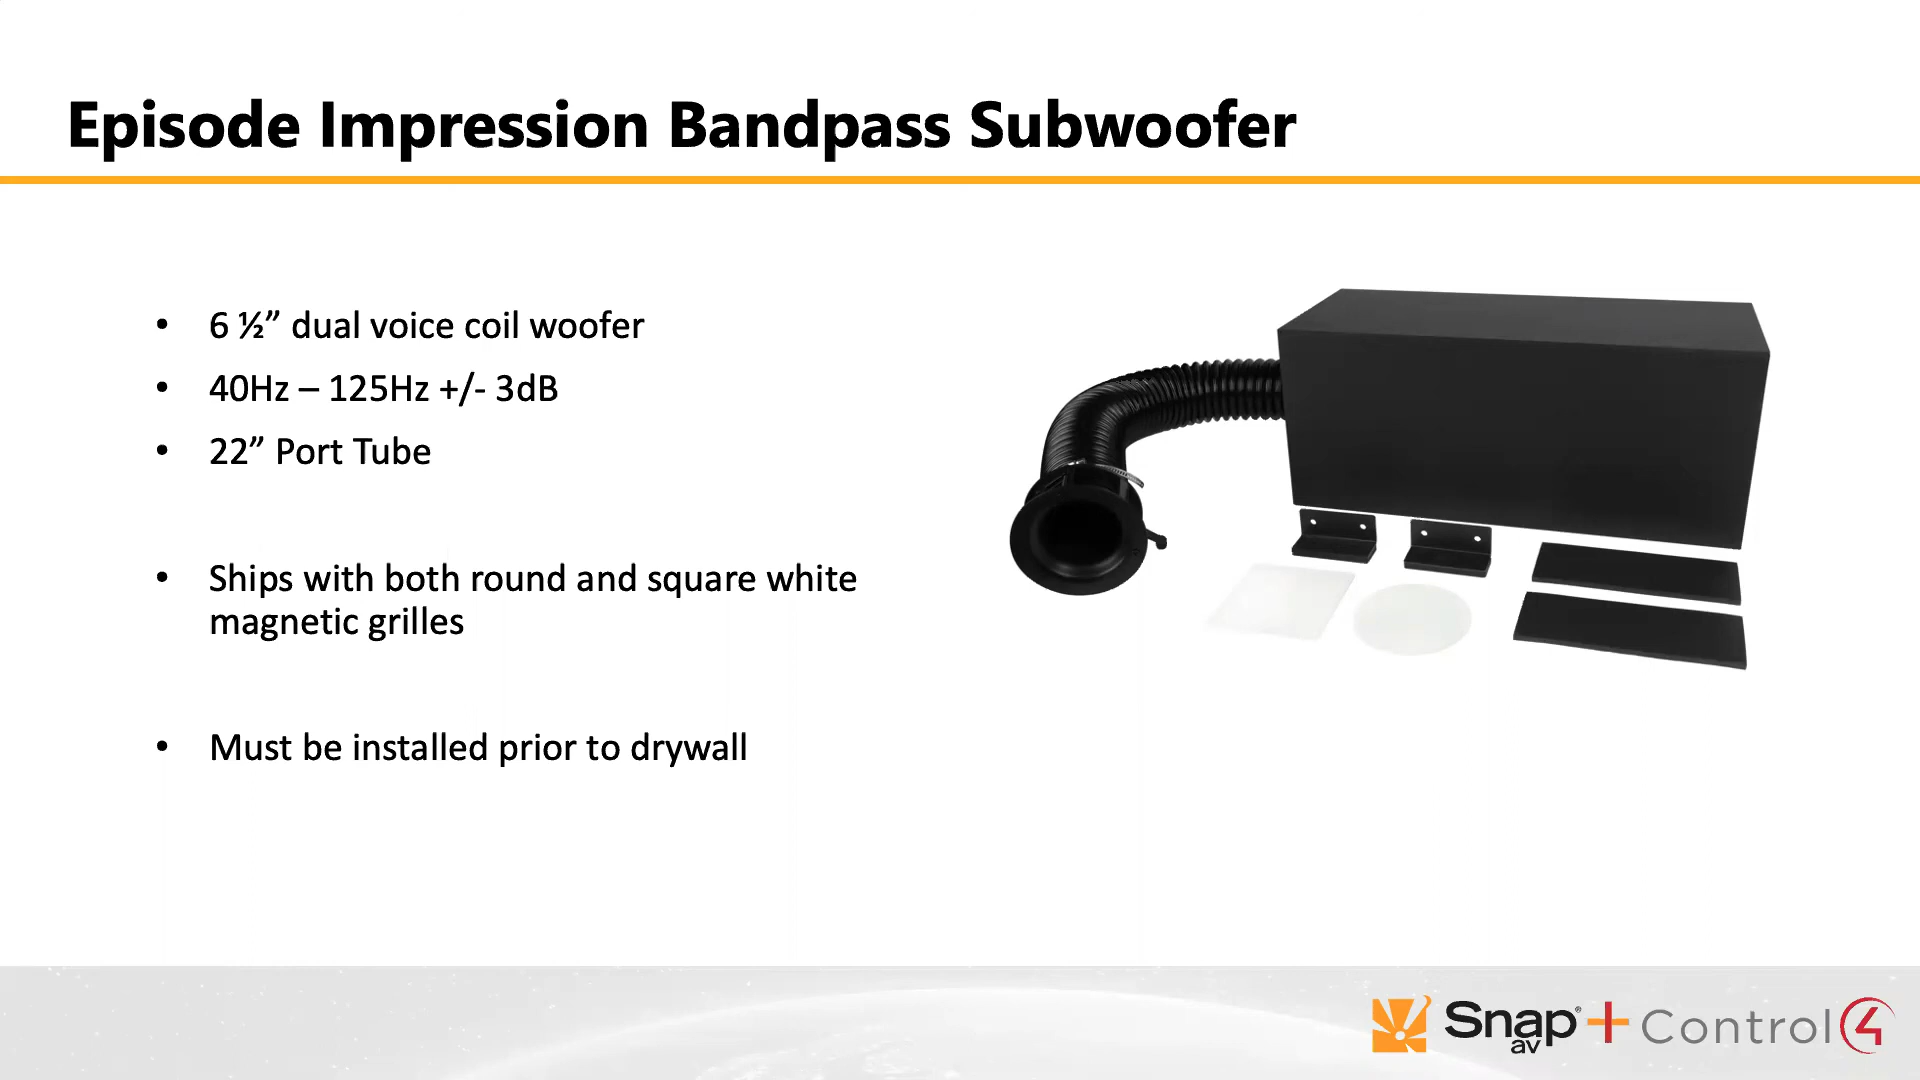 Episode Impression Bandpass Subwoofer
• 6 ½” dual voice coil woofer
• 40Hz – 125Hz +/- 3dB
• 22” Port Tube
• Ships with both round and square white
magnetic grilles
• Must be installed prior to drywall
Snap® + Control4
av